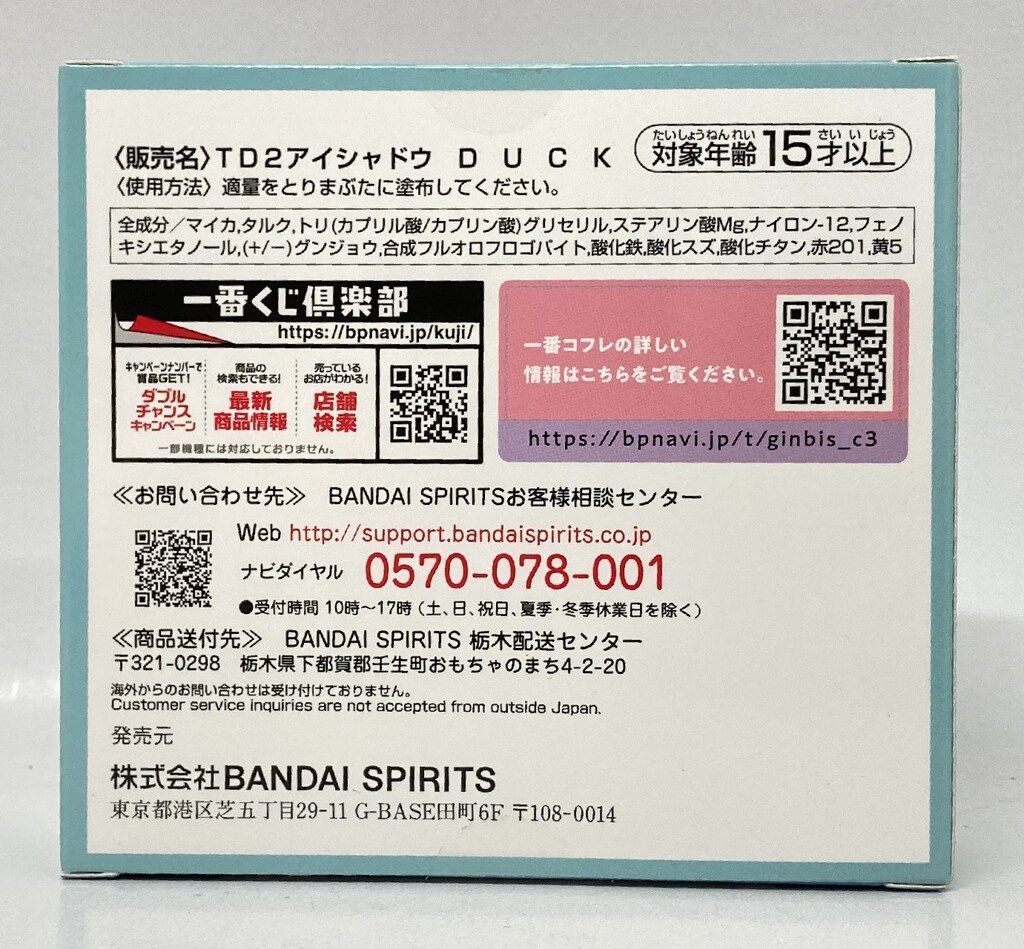 〈販売名〉TD2アイシャドウ D U C K
たいしょうねんれい さいいじょう
対象年齢15才以上
〈使用方法〉適量をとりまぶたに塗布してください。
全成分／マイカ,タルク,トリ(カプリル酸/カプリン酸)グリセリル,ステアリン酸Mg,ナイロン-12,フェノ
キシエタノール,(+/−)グンジョウ,合成フルオロフロゴパイト,酸化鉄,酸化スズ,酸化チタン,赤201,黄5
一番くじ倶楽部
https://bpnavi.jp/kuji/
キャンペーンナンバーで
賞品GET!
ダブル
チャンス
キャンペーン
商品の
検索もできる!
最新
商品情報
売っている
お店がわかる!
店舗
検索
一部機種には対応しておりません。
一番コフレの詳しい
情報はこちらをご覧ください。
https://bpnavi.jp/t/ginbis_c3
≪お問い合わせ先≫ BANDAI SPIRITSお客様相談センター
Web http://support.bandaispirits.co.jp
ナビダイヤル 0570-078-001
●受付時間 10時〜17時（土、日、祝日、夏季・冬季休業日を除く）
≪商品送付先≫ BANDAI SPIRITS 栃木配送センター
〒321-0298 栃木県下都賀郡壬生町おもちゃのまち4-2-20
海外からのお問い合わせは受け付けておりません。
Customer service inquiries are not accepted from outside Japan.
発売元
株式会社BANDAI SPIRITS
東京都港区芝五丁目29-11 G-BASE田町6F 〒108-0014